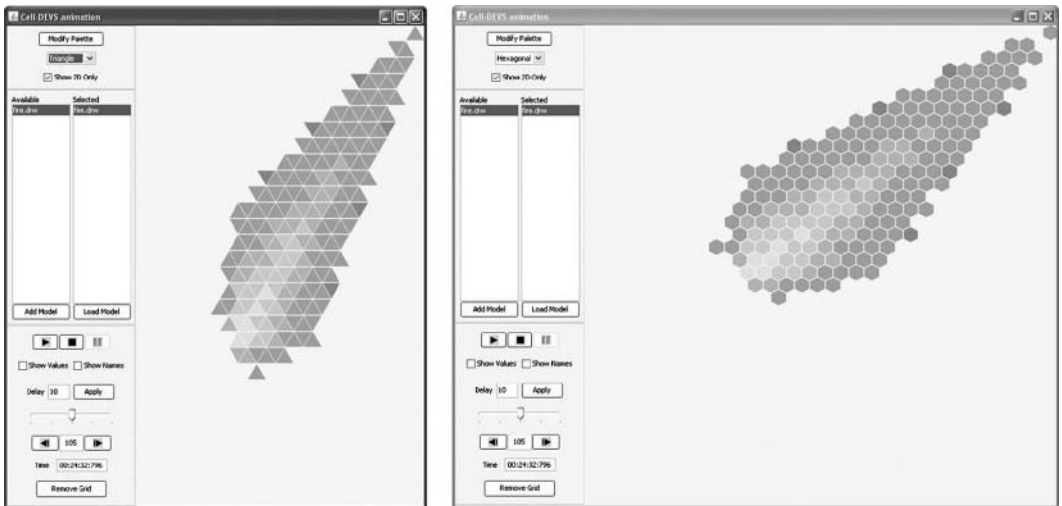 Cell-DEVS animation
Modify Palette
Triangle
Show 2D Only
Available Selected
fire.drw fire.drw
Add Model Load Model
Show Values Show Names
Delay 10 Apply
105
Time 00:24:32:796
Remove Grid
Cell-DEVS animation
Modify Palette
Hexagonal
Show 2D Only
Available Selected
fire.drw fire.drw
Add Model Load Model
Show Values Show Names
Delay 10 Apply
105
Time 00:24:32:796
Remove Grid